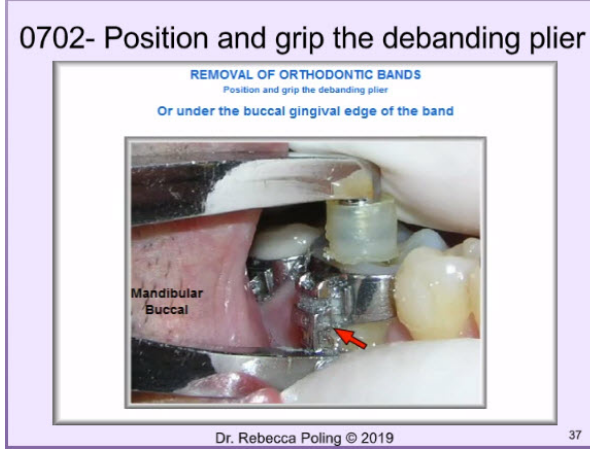 0702- Position and grip the debanding plier
REMOVAL OF ORTHODONTIC BANDS
Position and grip the debanding plier
Or under the buccal gingival edge of the band
Mandibular
Buccal
Dr. Rebecca Poling © 2019
37